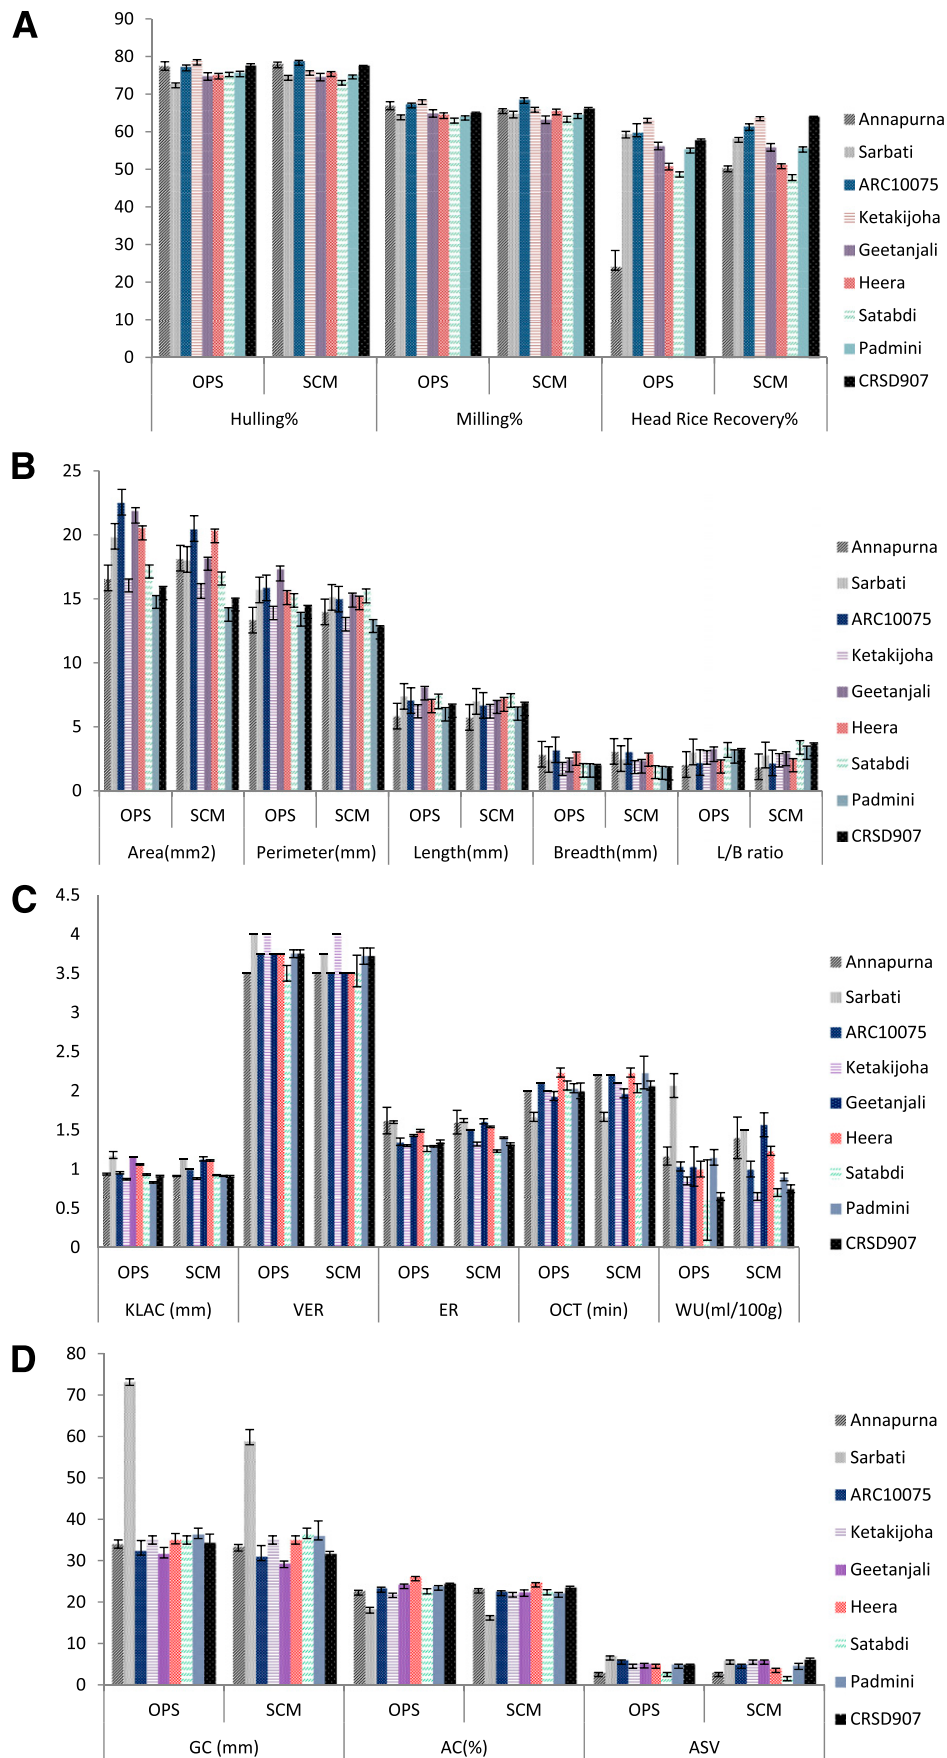 A
90
80
70
60
50
40
30
20
10
0
OPS SCM OPS SCM OPS SCM
Hulling% Milling% Head Rice Recovery%
Annapurna
Sarbati
ARC10075
Ketakijoha
Geetanjali
Heera
Satabdi
Padmini
CRSD907
B
25
20
15
10
5
0
OPS SCM OPS SCM OPS SCM OPS SCM OPS SCM
Area(mm2) Perimeter(mm) Length(mm) Breadth(mm) L/B ratio
Annapurna
Sarbati
ARC10075
Ketakijoha
Geetanjali
Heera
Satabdi
Padmini
CRSD907
C
4.5
4
3.5
3
2.5
2
1.5
1
0.5
0
OPS SCM OPS SCM OPS SCM OPS SCM OPS SCM
KLAC (mm) VER ER OCT (min) WU(ml/100g)
Annapurna
Sarbati
ARC10075
Ketakijoha
Geetanjali
Heera
Satabdi
Padmini
CRSD907
D
80
70
60
50
40
30
20
10
0
OPS SCM OPS SCM OPS SCM
GC (mm) AC(%) ASV
Annapurna
Sarbati
ARC10075
Ketakijoha
Geetanjali
Heera
Satabdi
Padmini
CRSD907